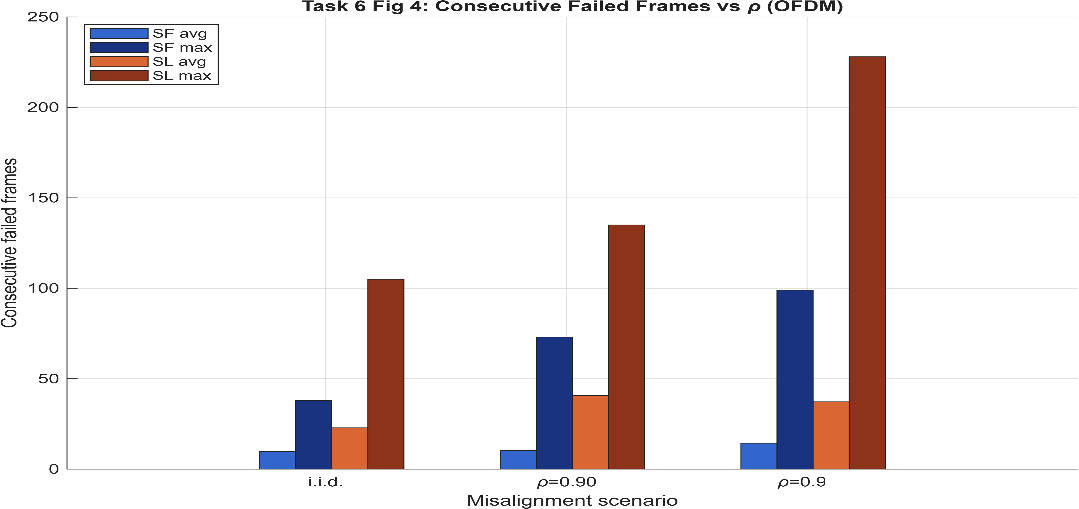 Task 6 Fig 4: Consecutive Failed Frames vs ρ (OFDM)
250
200
150
100
50
0
Consecutive failed frames
SF avg
SF max
SL avg
SL max
i.i.d.
ρ=0.90
ρ=0.9
Misalignment scenario